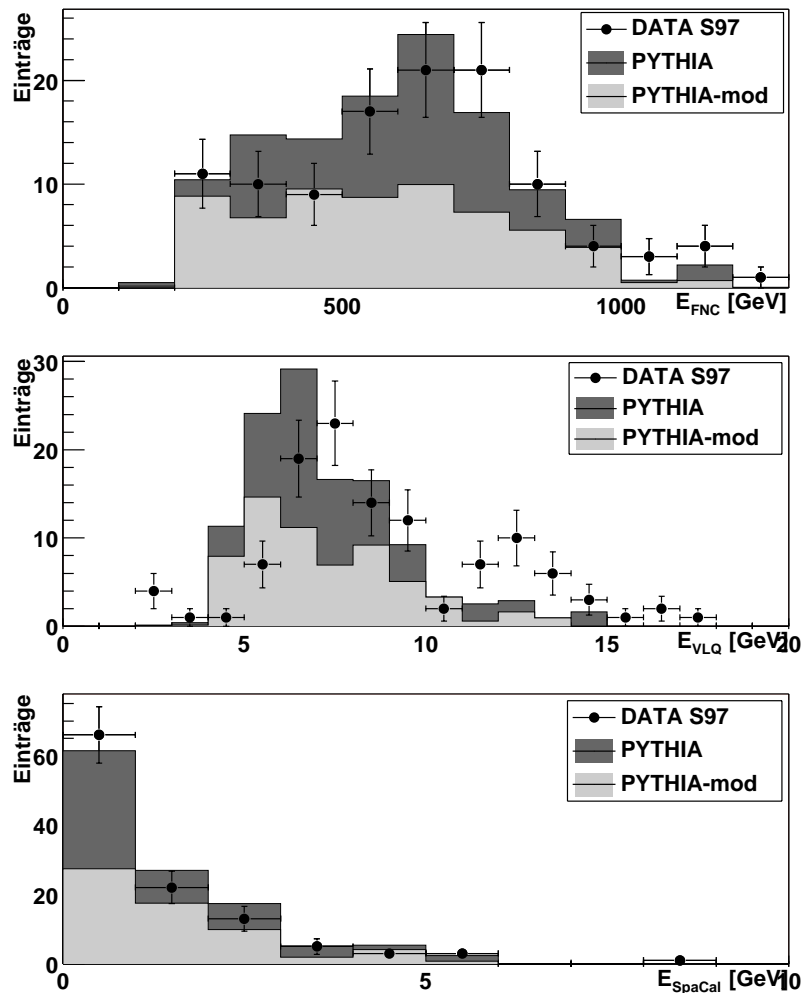 Einträge
20
10
0
DATA S97
PYTHIA
PYTHIA-mod
0 500 1000
E_FNC [GeV]
Einträge
30
20
10
0
DATA S97
PYTHIA
PYTHIA-mod
0 5 10 15 20
E_VLQ [GeV]
Einträge
60
40
20
0
DATA S97
PYTHIA
PYTHIA-mod
0 5 10
E_SpaCal [GeV]